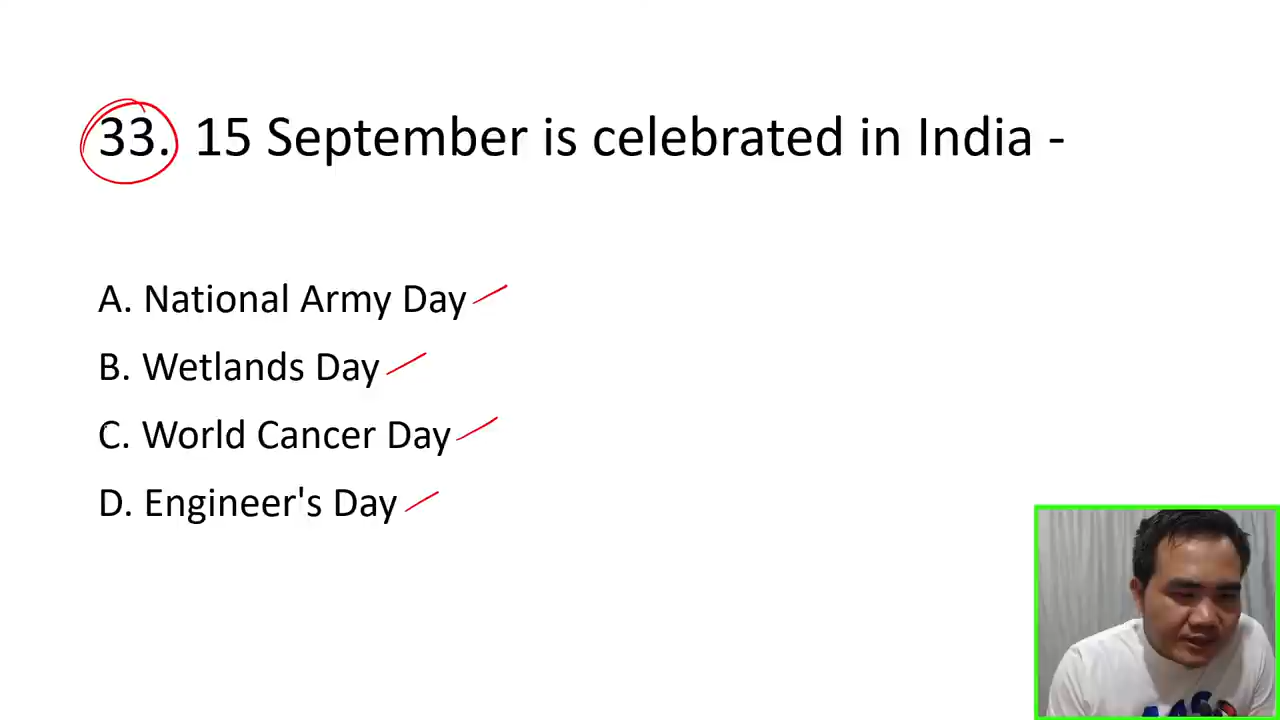 33. 15 September is celebrated in India -
A. National Army Day
B. Wetlands Day
C. World Cancer Day
D. Engineer's Day